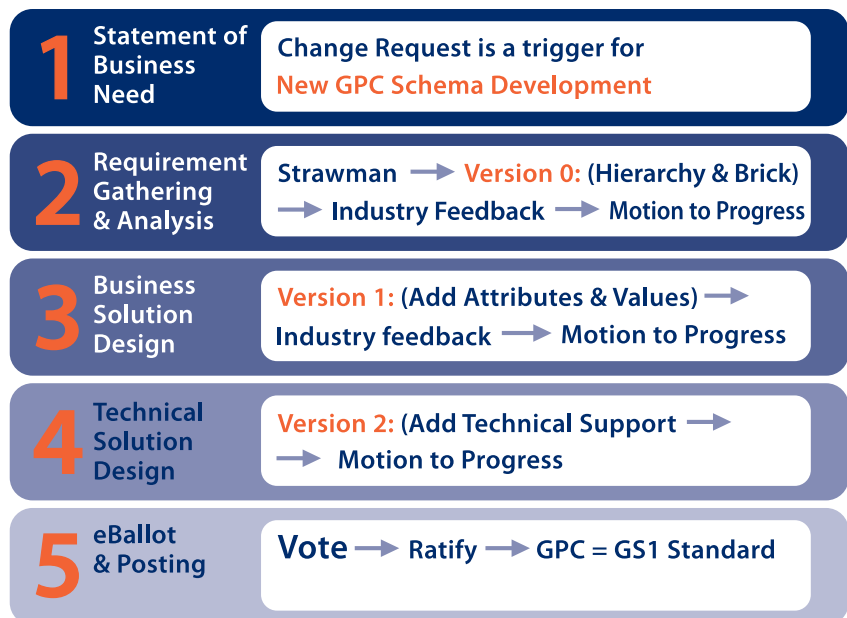 1
Statement of
Business
Need
Change Request is a trigger for
New GPC Schema Development
2
Requirement
Gathering
& Analysis
Strawman → Version 0: (Hierarchy & Brick)
→ Industry Feedback → Motion to Progress
3
Business
Solution
Design
Version 1: (Add Attributes & Values) →
Industry feedback → Motion to Progress
4
Technical
Solution
Design
Version 2: (Add Technical Support →
→ Motion to Progress
5
eBallot
& Posting
Vote → Ratify → GPC = GS1 Standard